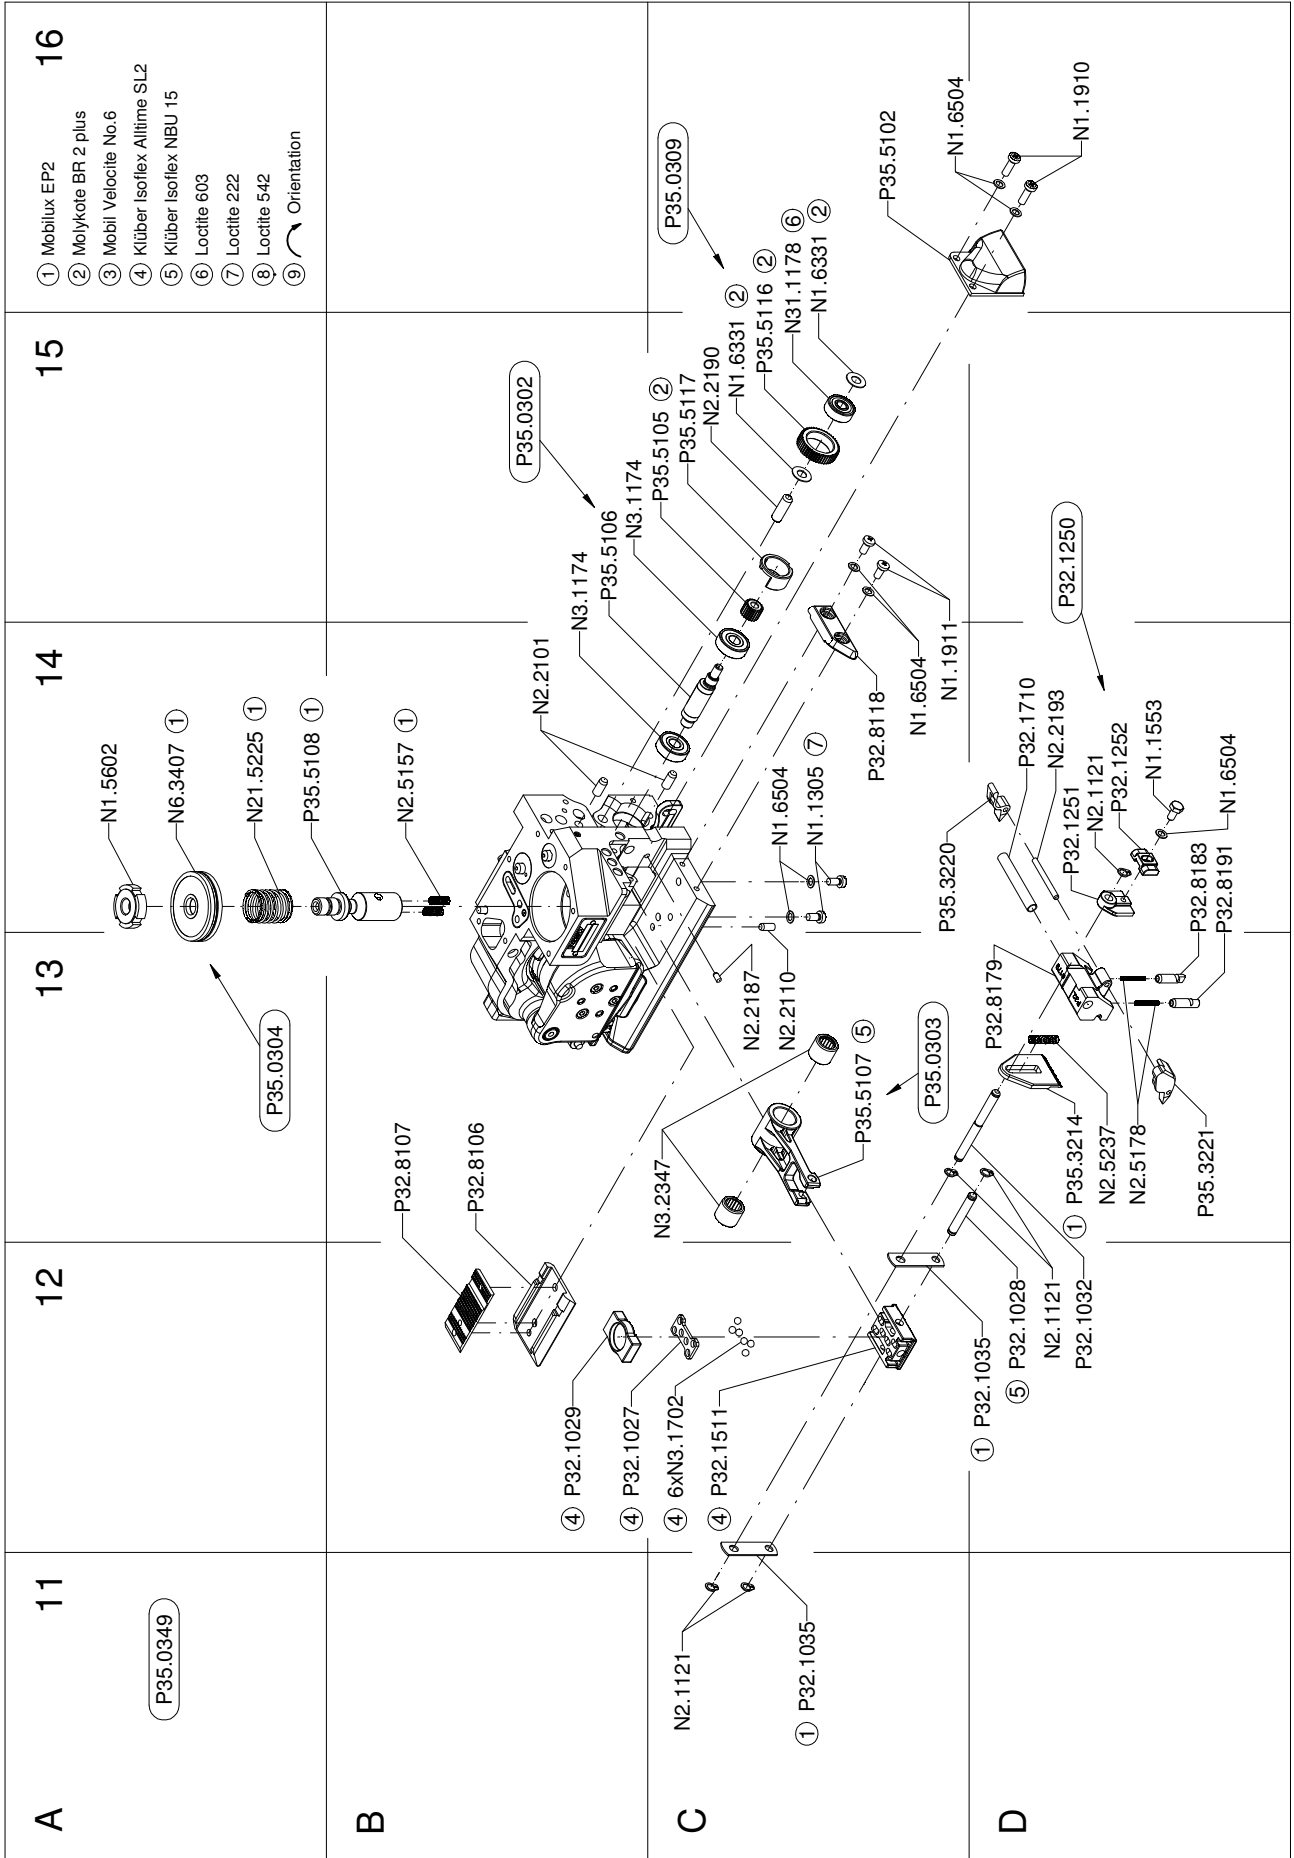 A
B
C
D
11
12
13
14
15
16
1 Mobilux EP2
2 Molykote BR 2 plus
3 Mobil Velocite No.6
4 Klüber Isoflex Alltime SL2
5 Klüber Isoflex NBU 15
6 Loctite 603
7 Loctite 222
8 Loctite 542
9 Orientation
P35.0349
P35.0304
N1.5602
N6.3407 1
N21.5225 1
P35.5108 1
N2.5157 1
P32.8107
P32.8106
4 P32.1029
4 P32.1027
4 6xN3.1702
4 P32.1511
N2.2101
N3.1174
P35.5106
N3.1174
P35.5105 2
P35.5117
N2.2190
N1.6331 2
P35.5116 2
N31.1178 6
N1.6331 2
P35.0302
P35.0309
P35.5102
N1.6504
N1.1910
P32.8118
N1.6504
N1.1911
N1.6504
N1.1305 7
N2.2187
N2.2110
N3.2347
P35.5107 5
P35.0303
N2.1121
1 P32.1035
1 P32.1035
5 P32.1028
N2.1121
P32.1032
1 P35.3214
N2.5237
N2.5178
P35.3221
P32.8179
P35.3220
P32.1710
N2.2193
P32.1251
N2.1121
P32.1252
N1.1553
N1.6504
P32.8183
P32.8191
P32.1250